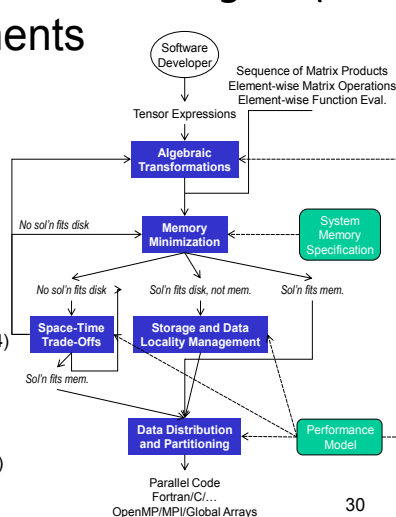 ments
Software
Developer
Sequence of Matrix Products
Element-wise Matrix Operations
Element-wise Function Eval.
Tensor Expressions
Algebraic
Transformations
No sol'n fits disk
Memory
Minimization
System
Memory
Specification
No sol'n fits disk
Sol'n fits disk, not mem.
Sol'n fits mem.
Space-Time
Trade-Offs
Storage and Data
Locality Management
)
Sol'n fits mem.
Data Distribution
and Partitioning
Performance
Model
)
Parallel Code
Fortran/C/…
OpenMP/MPI/Global Arrays
30